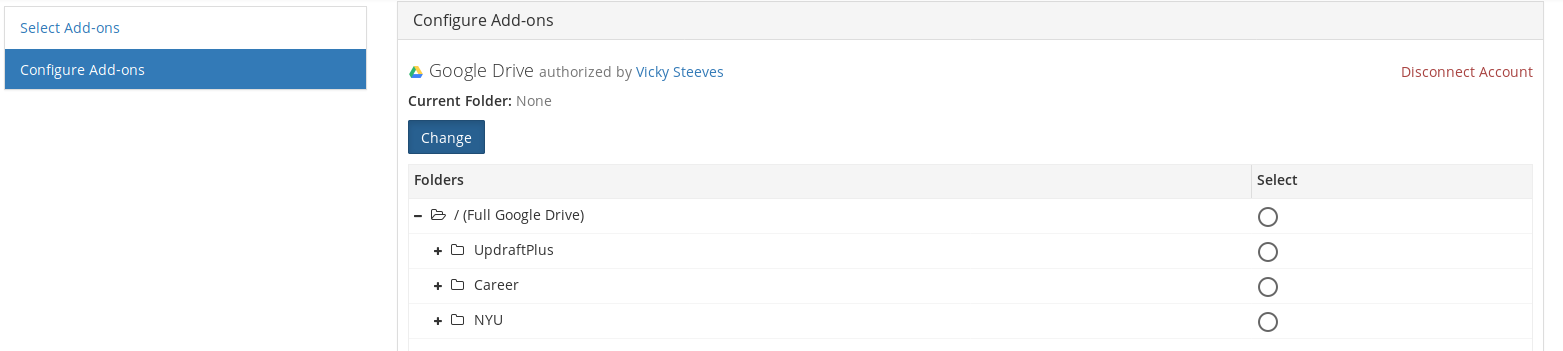 Select Add-ons
Configure Add-ons
Configure Add-ons
Google Drive authorized by Vicky Steeves
Disconnect Account
Current Folder: None
Change
Folders
Select
/ (Full Google Drive)
UpdraftPlus
Career
NYU